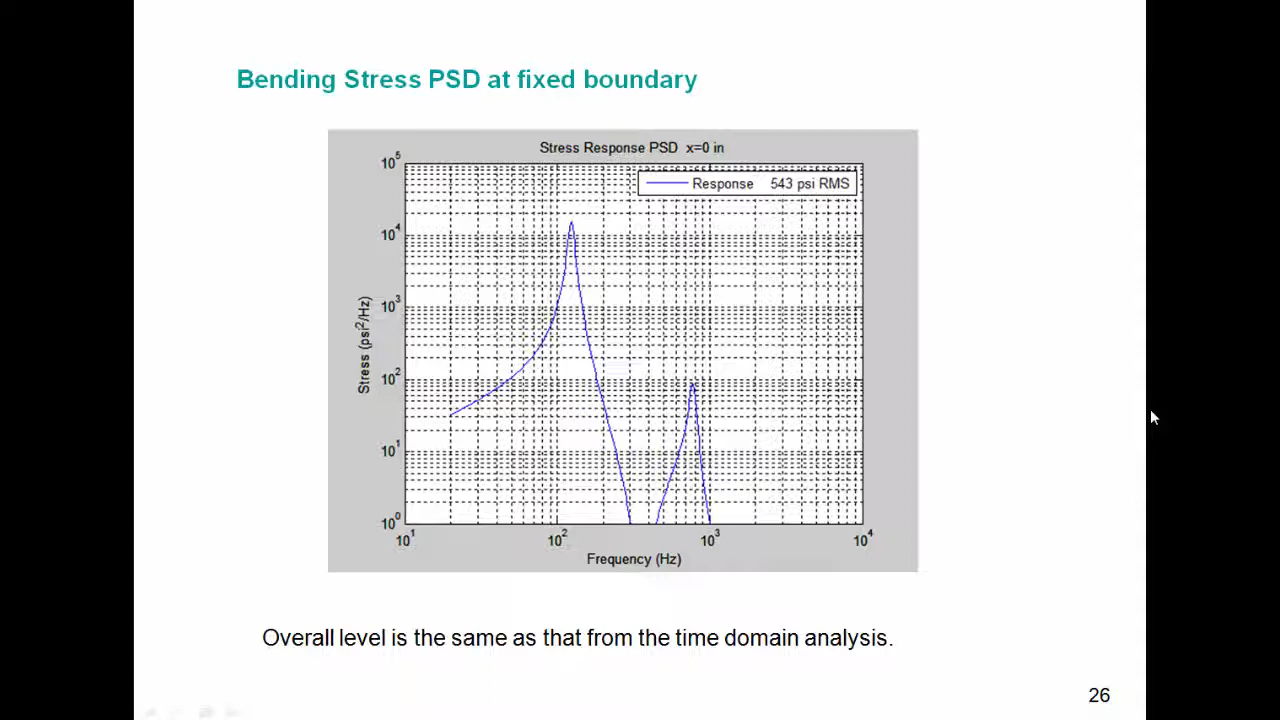 Bending Stress PSD at fixed boundary
Stress Response PSD x=0 in
Response 543 psi RMS
10^5
10^4
10^3
10^2
10^1
10^0
Stress (psi^2/Hz)
10^1 10^2 10^3 10^4
Frequency (Hz)
Overall level is the same as that from the time domain analysis.
26